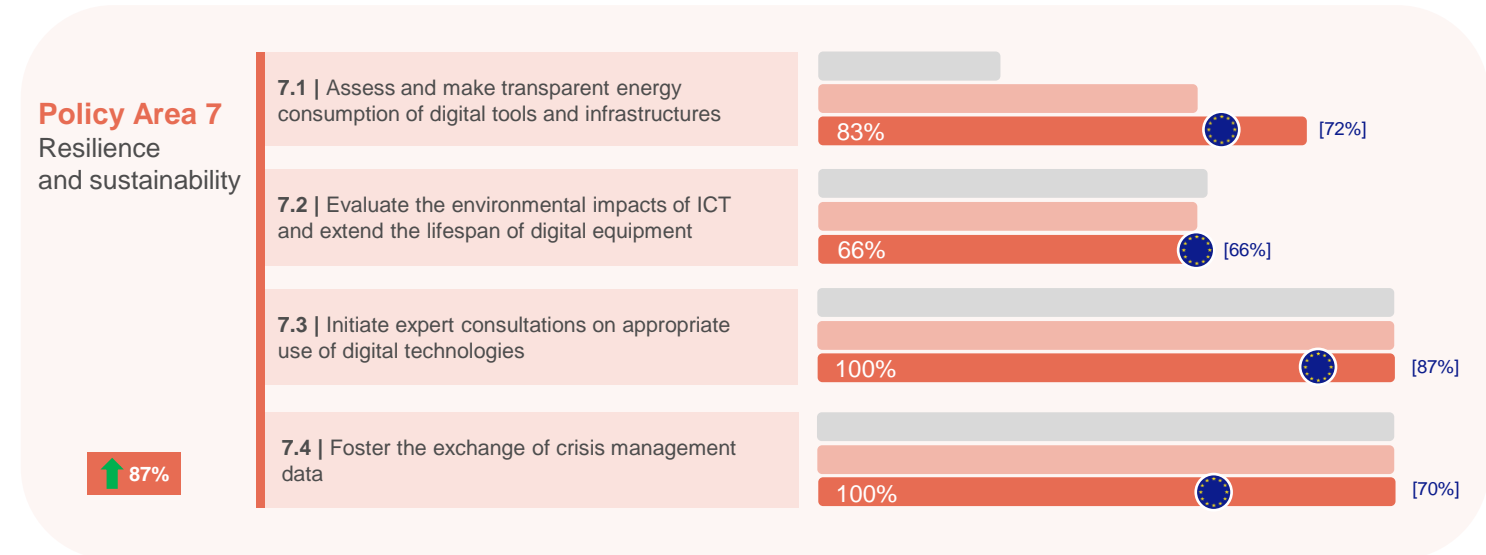 Policy Area 7
Resilience
and sustainability
87%
7.1 | Assess and make transparent energy
consumption of digital tools and infrastructures
83%
[72%]
7.2 | Evaluate the environmental impacts of ICT
and extend the lifespan of digital equipment
66%
[66%]
7.3 | Initiate expert consultations on appropriate
use of digital technologies
100%
[87%]
7.4 | Foster the exchange of crisis management
data
100%
[70%]